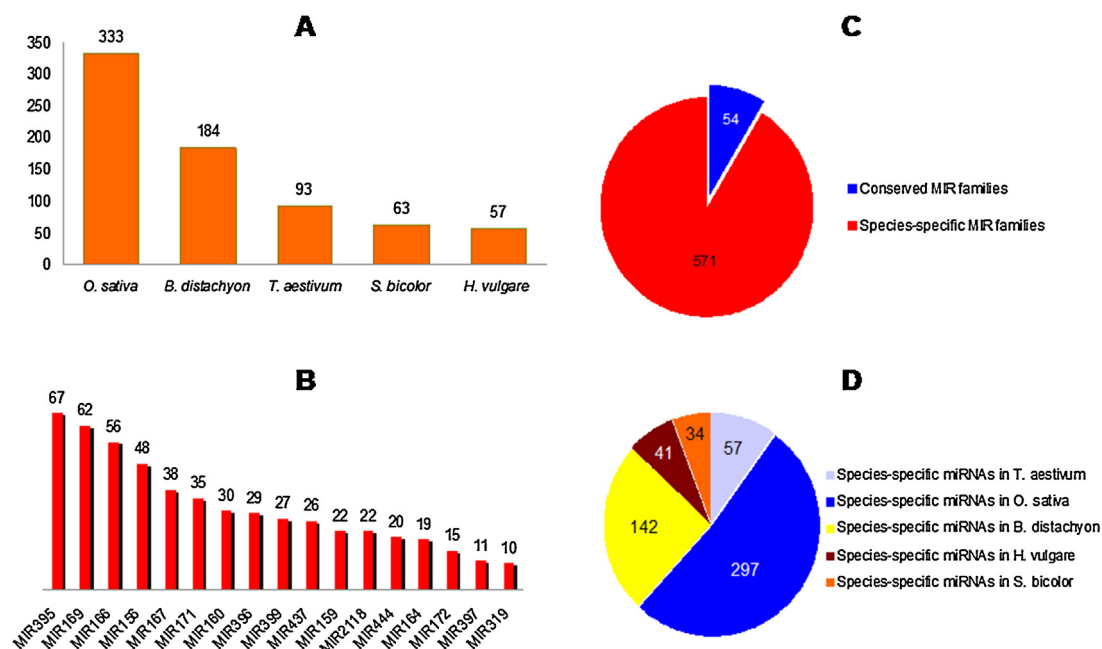 A
350
300
250
200
150
100
50
0
333
184
93
63
57
O. sativa
B. distachyon
T. aestivum
S. bicolor
H. vulgare
C
54
571
Conserved MIR families
Species-specific MIR families
B
67
62
56
48
38
35
30
29
27
26
22
22
20
19
15
11
10
MIR395
MIR169
MIR166
MIR156
MIR167
MIR171
MIR160
MIR396
MIR399
MIR437
MIR159
MIR2118
MIR444
MIR164
MIR172
MIR397
MIR319
D
34
57
41
142
297
Species-specific miRNAs in T. aestivum
Species-specific miRNAs in O. sativa
Species-specific miRNAs in B. distachyon
Species-specific miRNAs in H. vulgare
Species-specific miRNAs in S. bicolor